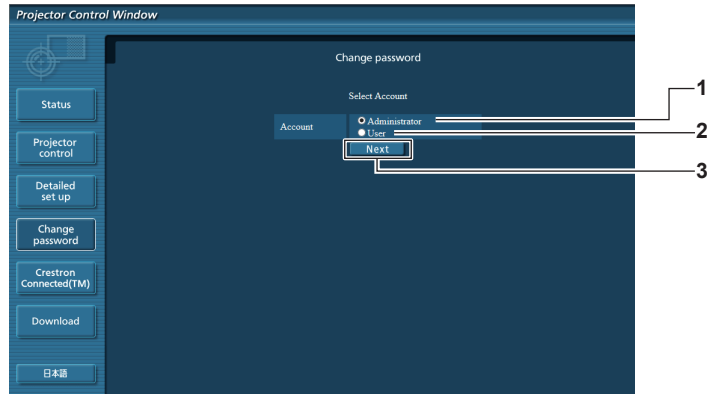 Projector Control Window
Change password
Select Account
Account
Administrator
User
Next
1
2
3
Status
Projector
control
Detailed
set up
Change
password
Crestron
Connected(TM)
Download
日本語